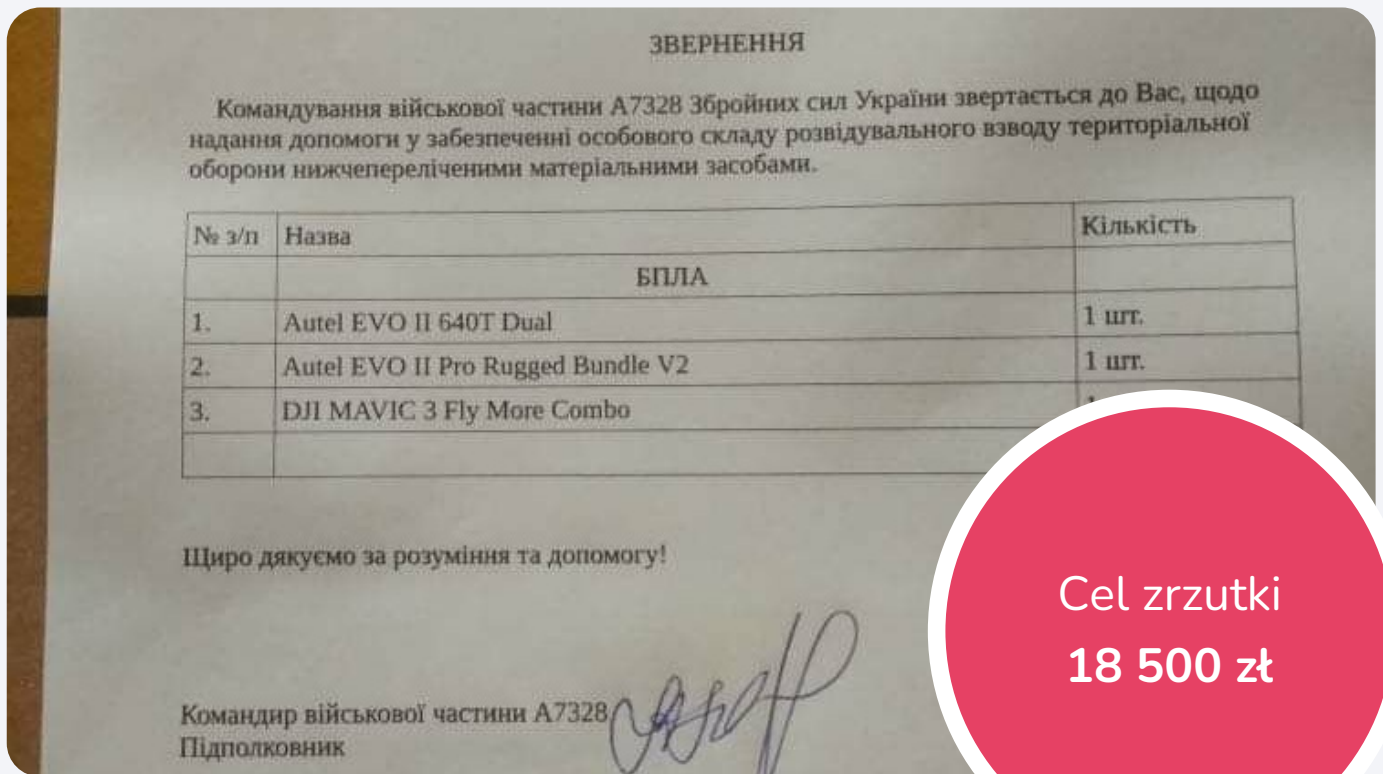 ЗВЕРНЕННЯ
Командування військової частини А7328 Збройних сил України звертається до Вас, щодо
надання допомоги у забезпеченні особового складу розвідувального взводу територіальної
оборони нижчепереліченими матеріальними засобами.
№ з/п Назва Кількість
БПЛА
1. Autel EVO II 640T Dual 1 шт.
2. Autel EVO II Pro Rugged Bundle V2 1 шт.
3. DJI MAVIC 3 Fly More Combo
Щиро дякуємо за розуміння та допомогу!
Cel zrzutki
18 500 zł
Командир військової частини А7328
Підполковник